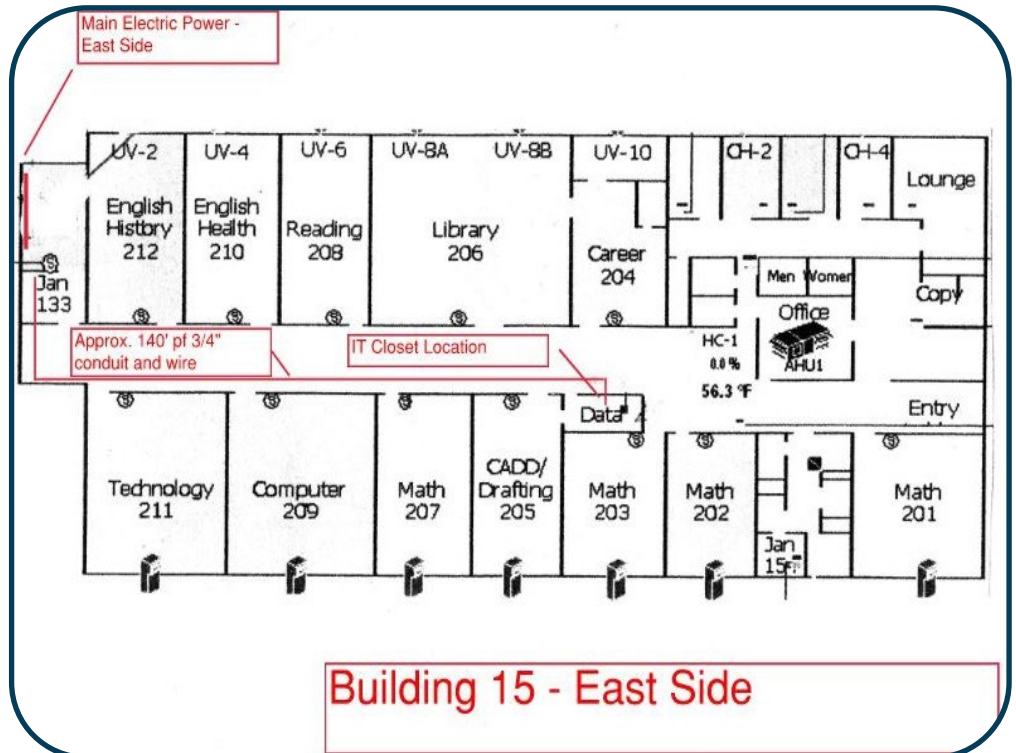 Main Electric Power -
East Side
UV-2
UV-4
UV-6
UV-8A
UV-8B
UV-10
CH-2
CH-4
Lounge
English
History
212
English
Health
210
Reading
208
Library
206
Career
204
Men
Women
Copy
Jan
133
Office
HC-1
0.0 %
56.3 °F
AHU1
Approx. 140' pf 3/4"
conduit and wire
IT Closet Location
Data
Entry
Technology
211
Computer
209
Math
207
CADD/
Drafting
205
Math
203
Math
202
Jan
Math
201
Building 15 - East Side